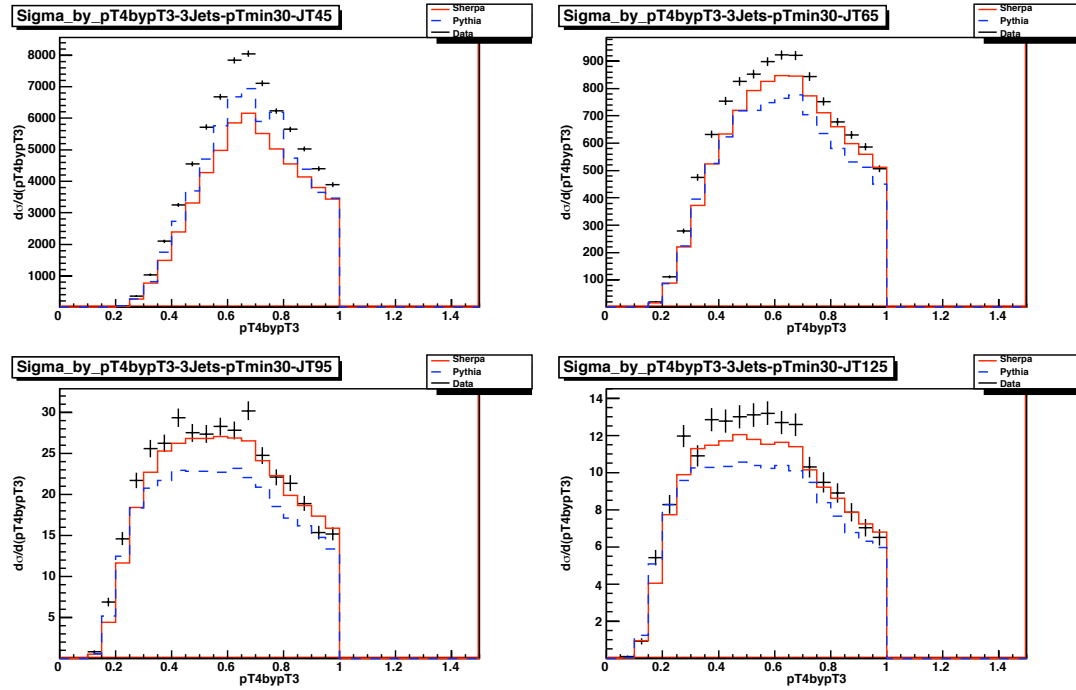 Sigma_by_pT4bypT3-3Jets-pTmin30-JT45
Sherpa
Pythia
Data
dσ/d(pT4bypT3)
8000
7000
6000
5000
4000
3000
2000
1000
0 0.2 0.4 0.6 0.8 1 1.2 1.4
pT4bypT3
Sigma_by_pT4bypT3-3Jets-pTmin30-JT65
Sherpa
Pythia
Data
dσ/d(pT4bypT3)
900
800
700
600
500
400
300
200
100
0 0.2 0.4 0.6 0.8 1 1.2 1.4
pT4bypT3
Sigma_by_pT4bypT3-3Jets-pTmin30-JT95
Sherpa
Pythia
Data
dσ/d(pT4bypT3)
30
25
20
15
10
5
0 0.2 0.4 0.6 0.8 1 1.2 1.4
pT4bypT3
Sigma_by_pT4bypT3-3Jets-pTmin30-JT125
Sherpa
Pythia
Data
dσ/d(pT4bypT3)
14
12
10
8
6
4
2
0 0.2 0.4 0.6 0.8 1 1.2 1.4
pT4bypT3